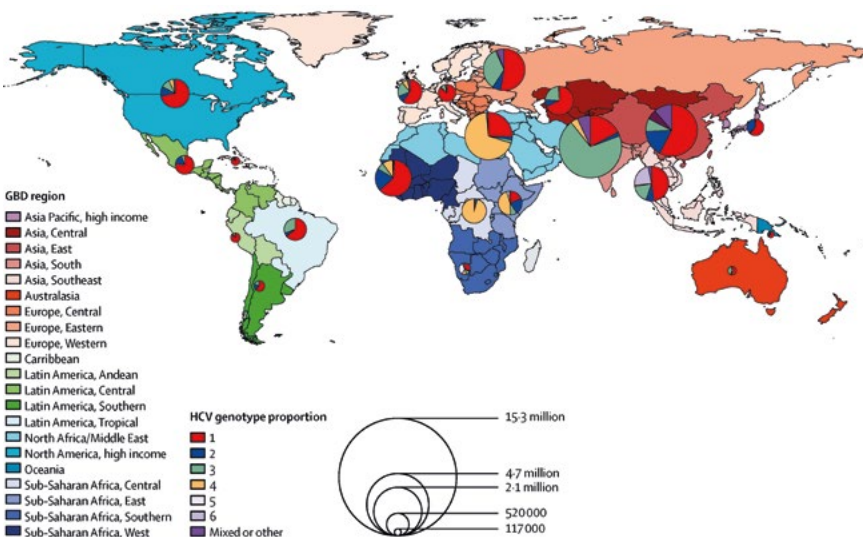 GBD region
Asia Pacific, high income
Asia, Central
Asia, East
Asia, South
Asia, Southeast
Australasia
Europe, Central
Europe, Eastern
Europe, Western
Carribbean
Latin America, Andean
Latin America, Central
Latin America, Southern
Latin America, Tropical
North Africa/Middle East
North America, high income
Oceania
Sub-Saharan Africa, Central
Sub-Saharan Africa, East
Sub-Saharan Africa, Southern
Sub-Saharan Africa, West
HCV genotype proportion
1
2
3
4
5
6
Mixed or other
15·3 million
4·7 million
2·1 million
520 000
117 000